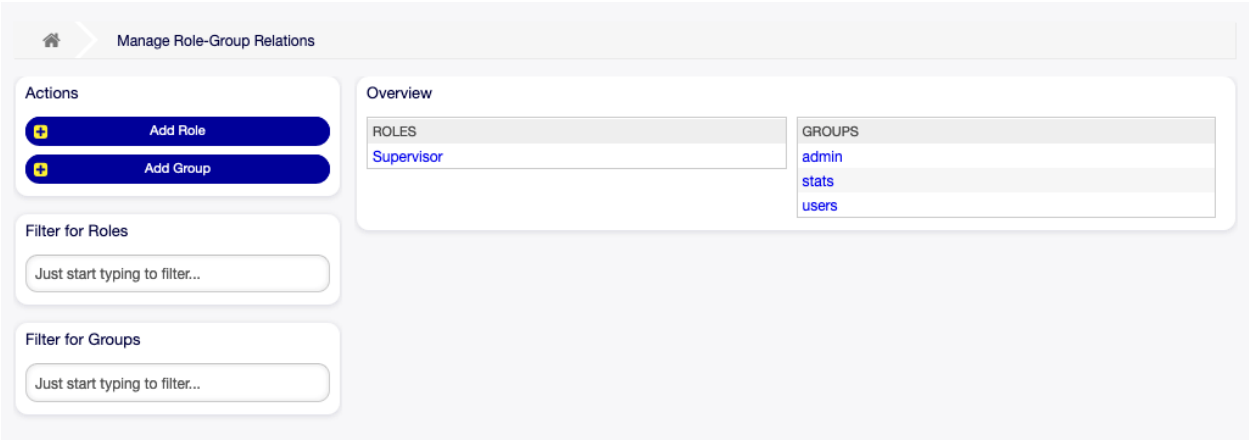 Manage Role-Group Relations
Actions
Add Role
Add Group
Filter for Roles
Just start typing to filter...
Filter for Groups
Just start typing to filter...
Overview
ROLES
Supervisor
GROUPS
admin
stats
users